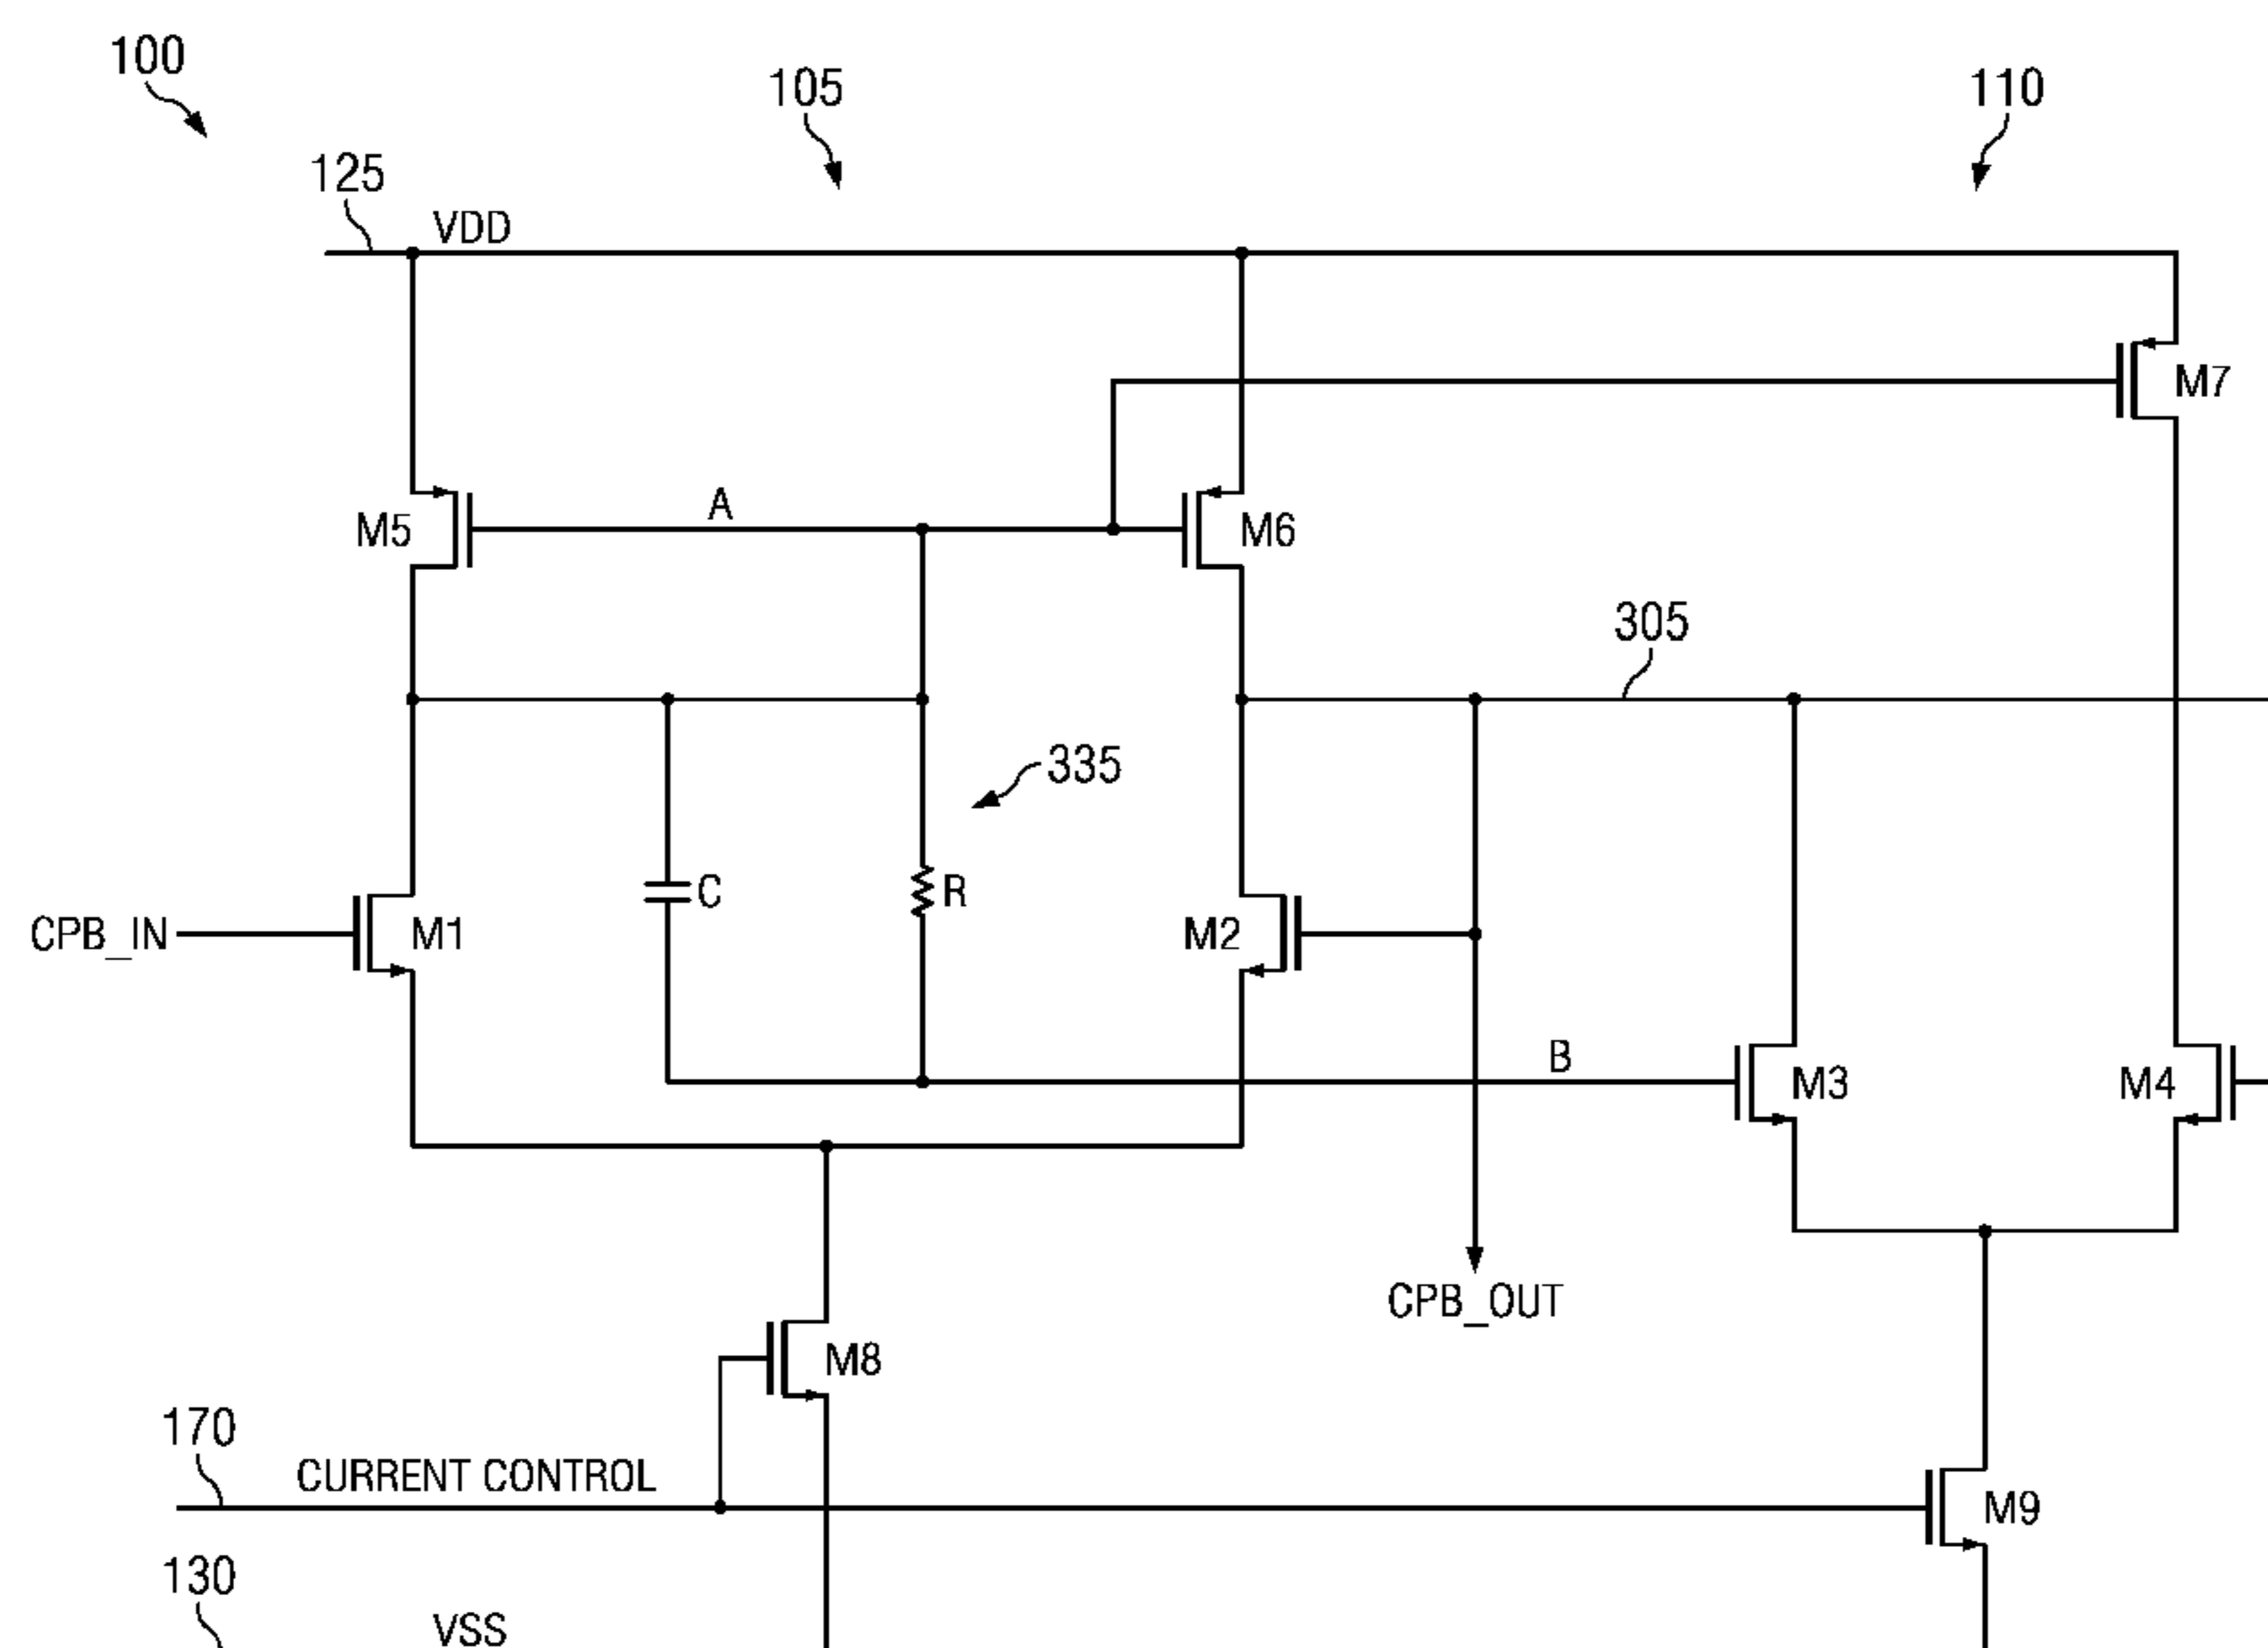 100
105
110
125
VDD
M7
A
M5
M6
305
335
C
R
CPB_IN
M1
M2
B
M3
M4
CPB_OUT
M8
170
CURRENT CONTROL
M9
130
VSS